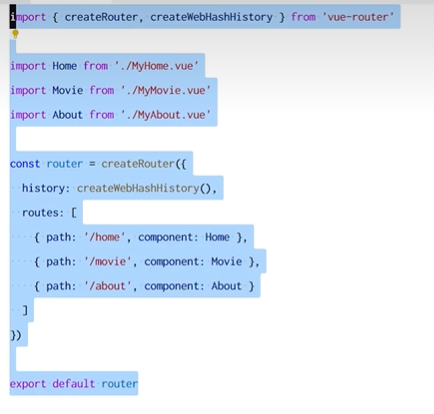 import { createRouter, createWebHashHistory } from 'vue-router'
import Home from './MyHome.vue'
import Movie from './MyMovie.vue'
import About from './MyAbout.vue'
const router = createRouter({
history: createWebHashHistory(),
routes: [
{ path: '/home', component: Home },
{ path: '/movie', component: Movie },
{ path: '/about', component: About }
]
})
export default router